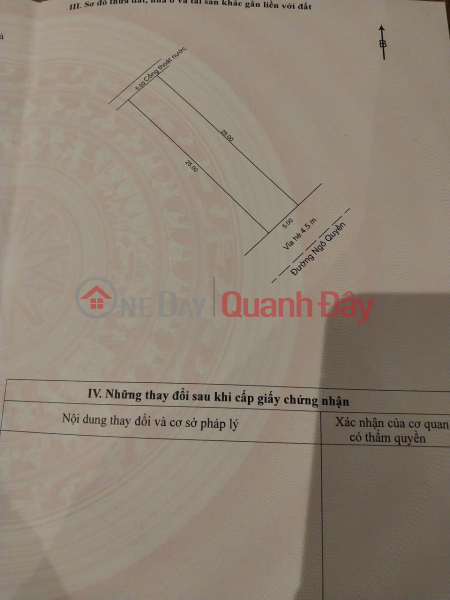 III. Sơ đồ thửa đất, nhà ở và tài sản khác gắn liền với đất
B
5.00
Cống thoát nước
25.00
25.00
5.00
Vỉa hè 4.5 m
Đường Ngô Quyền
ONEDAY
Quanh Đây
IV. Những thay đổi sau khi cấp giấy chứng nhận
Nội dung thay đổi và cơ sở pháp lý
Xác nhận của cơ quan
có thẩm quyền